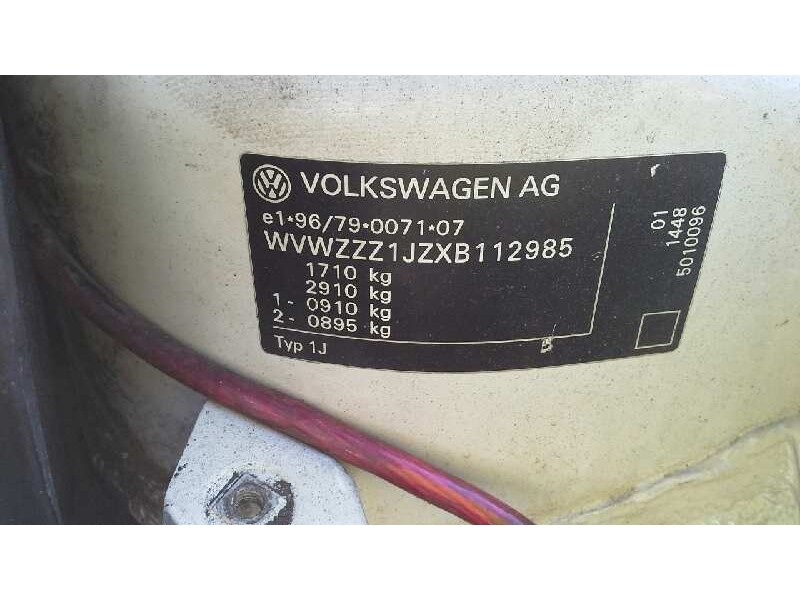 VOLKSWAGEN AG
e1*96/79*0071*07
WVWZZZ1JZXB112985
1710 kg
2910 kg
1 - 0910 kg
2 - 0895 kg
Typ 1J
01
1448
5010096